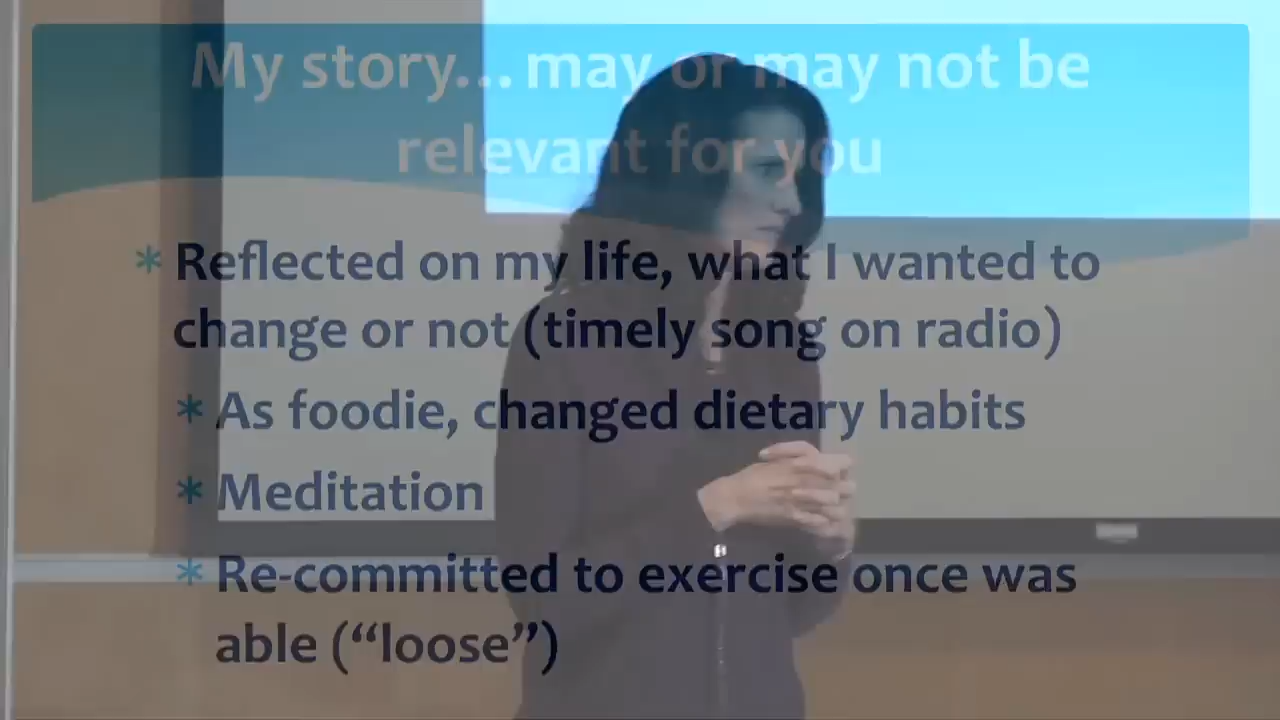 My story... may or may not be
relevant for you
* Reflected on my life, what I wanted to
change or not (timely song on radio)
* As foodie, changed dietary habits
* Meditation
* Re-committed to exercise once was
able (“loose”)